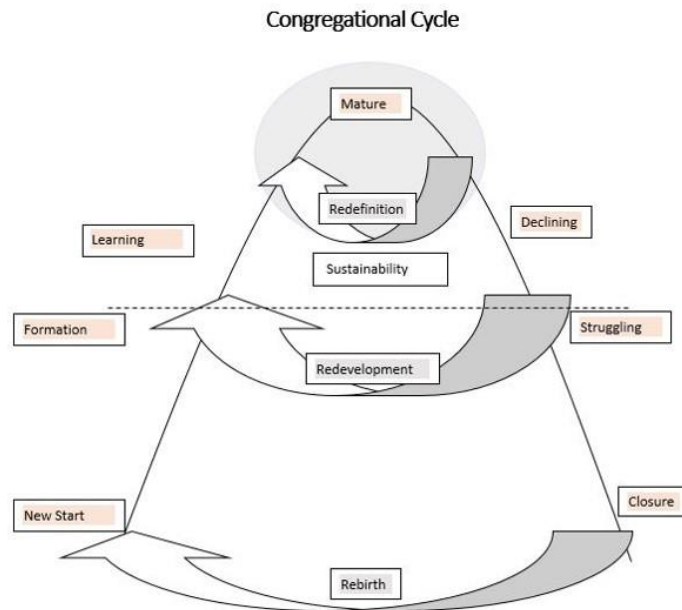 Congregational Cycle
Mature
Redefinition
Learning
Declining
Sustainability
Formation
Struggling
Redevelopment
New Start
Closure
Rebirth